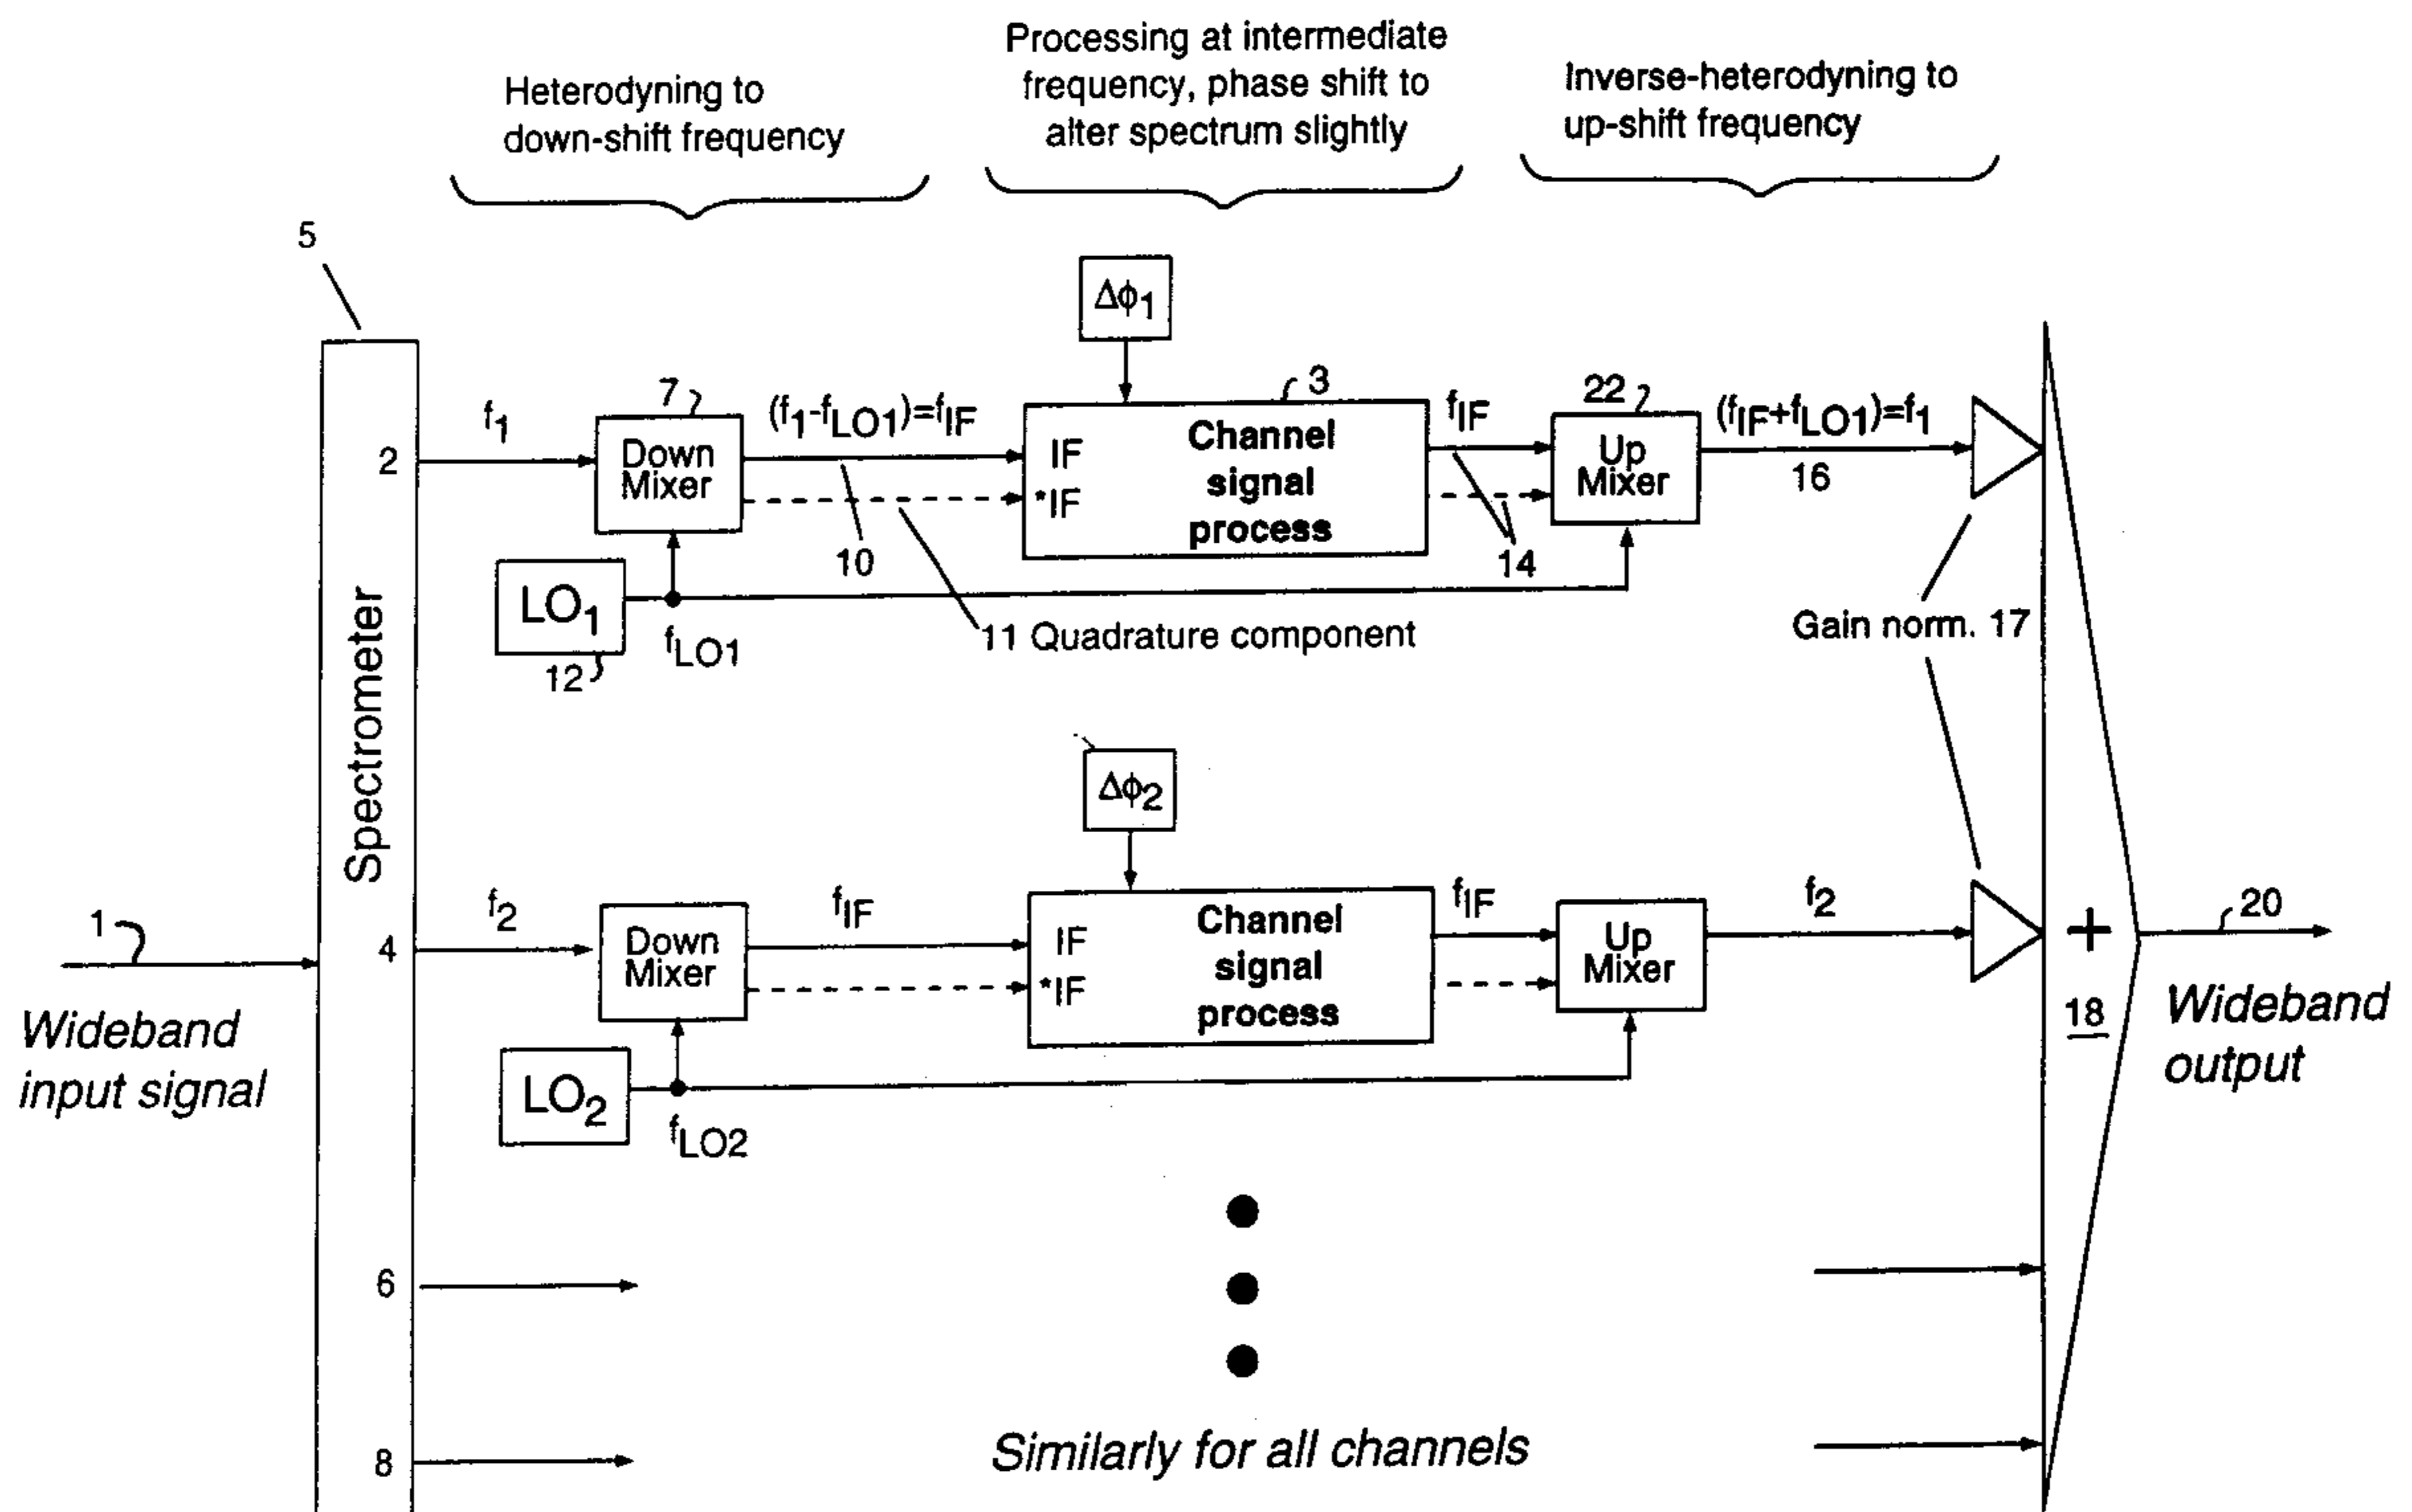 Processing at intermediate
frequency, phase shift to
alter spectrum slightly
Heterodyning to
down-shift frequency
Inverse-heterodyning to
up-shift frequency
5
Δϕ1
7
3
22
f1
(f1-fLO1)=fIF
fIF
(fIF+fLO1)=f1
2
Down
Mixer
IF
*IF
Channel
signal
process
Up
Mixer
16
10
14
LO1
fLO1
12
11 Quadrature component
Gain norm. 17
Spectrometer
Δϕ2
1
4
f2
Down
Mixer
fIF
IF
*IF
Channel
signal
process
fIF
Up
Mixer
f2
+
20
18
Wideband
input signal
Wideband
output
LO2
fLO2
6
8
Similarly for all channels